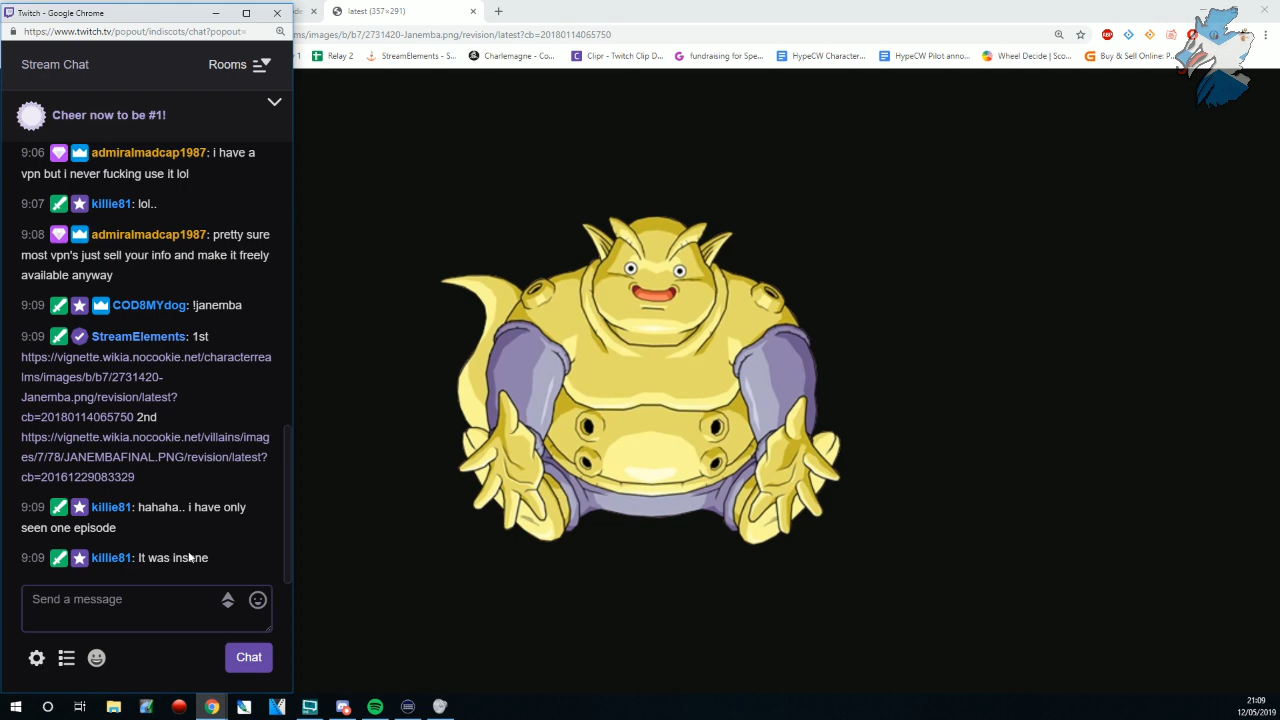 Twitch - Google Chrome
https://www.twitch.tv/popout/indiscots/chat?popout=
latest (357×291)
ms/images/b/b7/2731420-Janemba.png/revision/latest?cb=20180114065750
Relay 2
StreamElements - S...
Charlemagne - Com...
Clipr - Twitch Clip D...
fundraising for Spe...
HypeCW Character...
HypeCW Pilot anno...
Wheel Decide | Sco...
Buy & Sell Online: P...
Stream Chat
Rooms
Cheer now to be #1!
9:06 admiralmadcap1987: i have a
vpn but i never fucking use it lol
9:07 killie81: lol..
9:08 admiralmadcap1987: pretty sure
most vpn's just sell your info and make it freely
available anyway
9:09 COD8MYdog: !janemba
9:09 StreamElements: 1st
https://vignette.wikia.nocookie.net/characterrea
lms/images/b/b7/2731420-
Janemba.png/revision/latest?
cb=20180114065750 2nd
https://vignette.wikia.nocookie.net/villains/imag
es/7/78/JANEMBAFINAL.PNG/revision/latest?
cb=20161229083329
9:09 killie81: hahaha.. i have only
seen one episode
9:09 killie81: It was insane
Send a message
Chat
21:09
12/05/2019